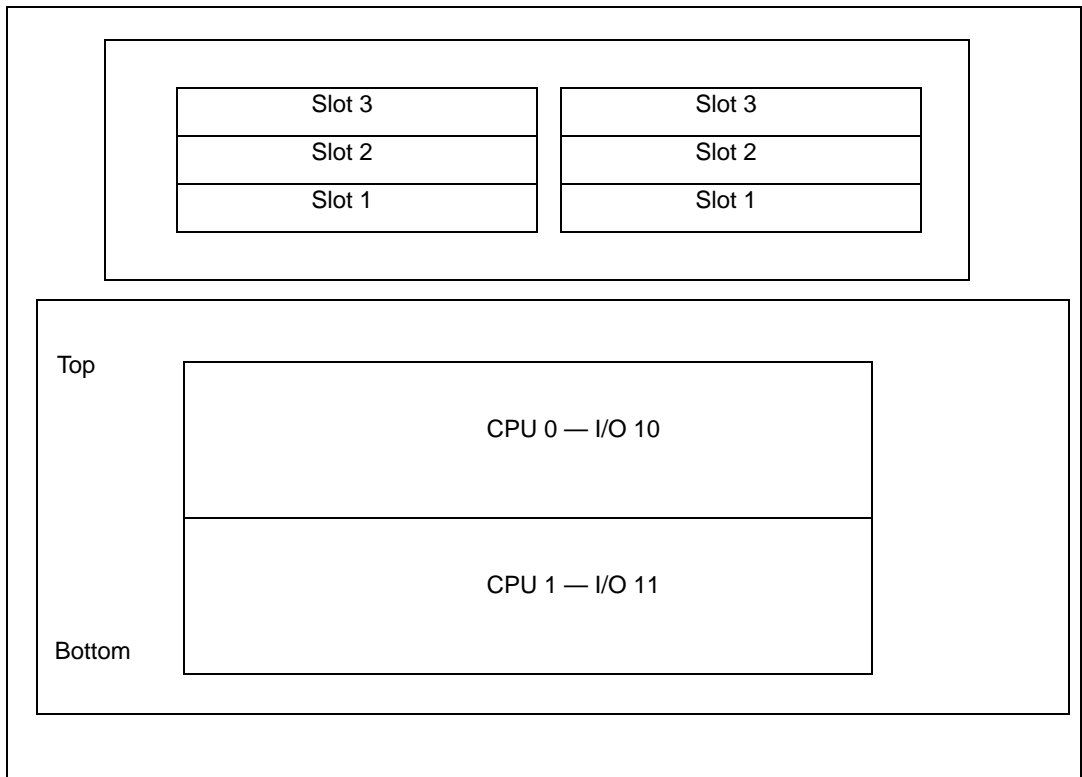 Slot 3
Slot 3
Slot 2
Slot 2
Slot 1
Slot 1
Top
CPU 0 — I/O 10
CPU 1 — I/O 11
Bottom